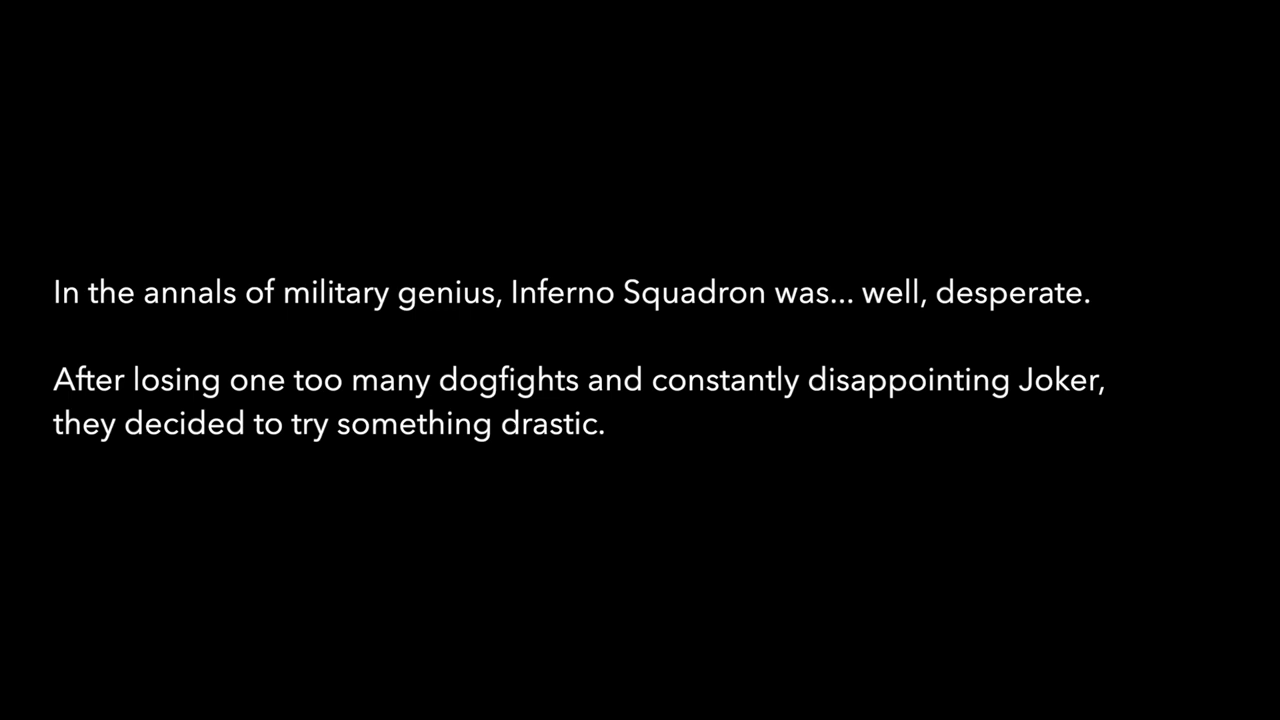 In the annals of military genius, Inferno Squadron was... well, desperate.
After losing one too many dogfights and constantly disappointing Joker,
they decided to try something drastic.